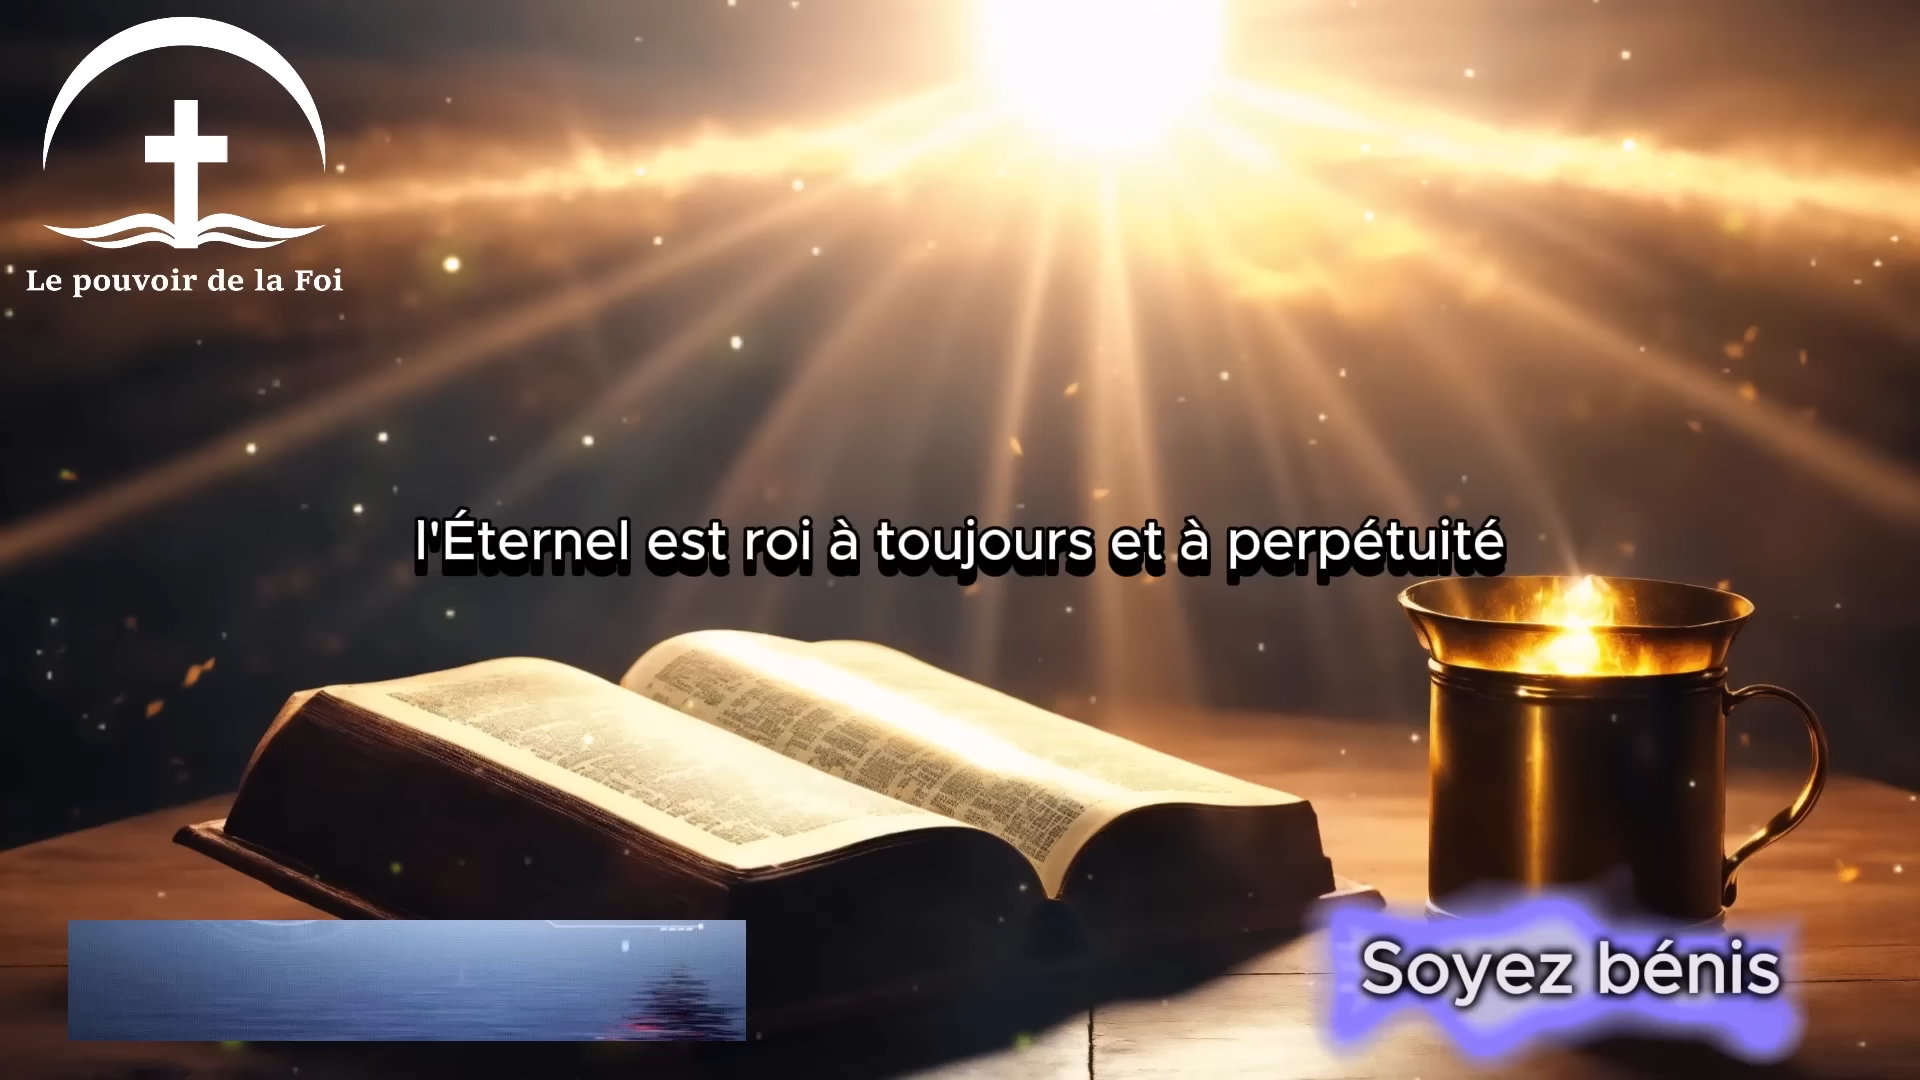 Le pouvoir de la Foi
l'Éternel est roi à toujours et à perpétuité
Soyez bénis